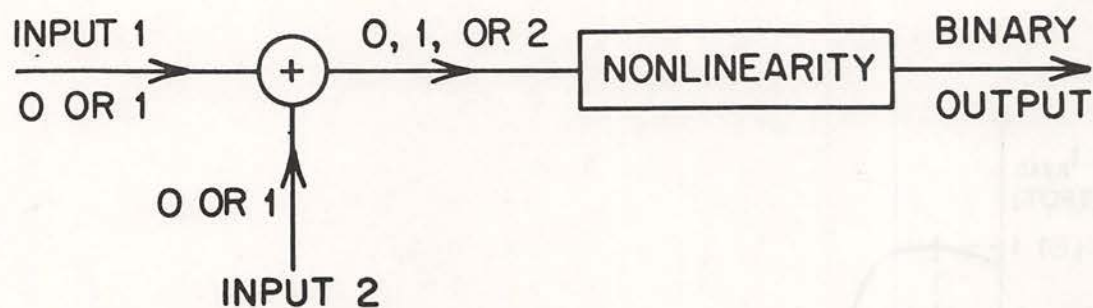 INPUT 1
0 OR 1
0, 1, OR 2
NONLINEARITY
BINARY
OUTPUT
0 OR 1
INPUT 2